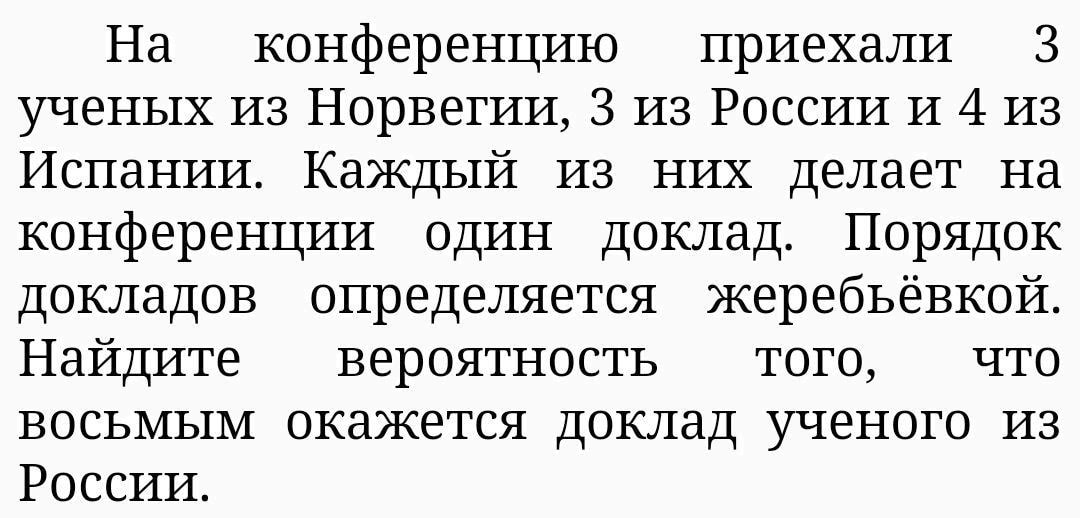 На конференцию приехали 3
ученых из Норвегии, 3 из России и 4 из
Испании. Каждый из них делает на
конференции один доклад. Порядок
докладов определяется жеребьёвкой.
Найдите вероятность того, что
восьмым окажется доклад ученого из
России.